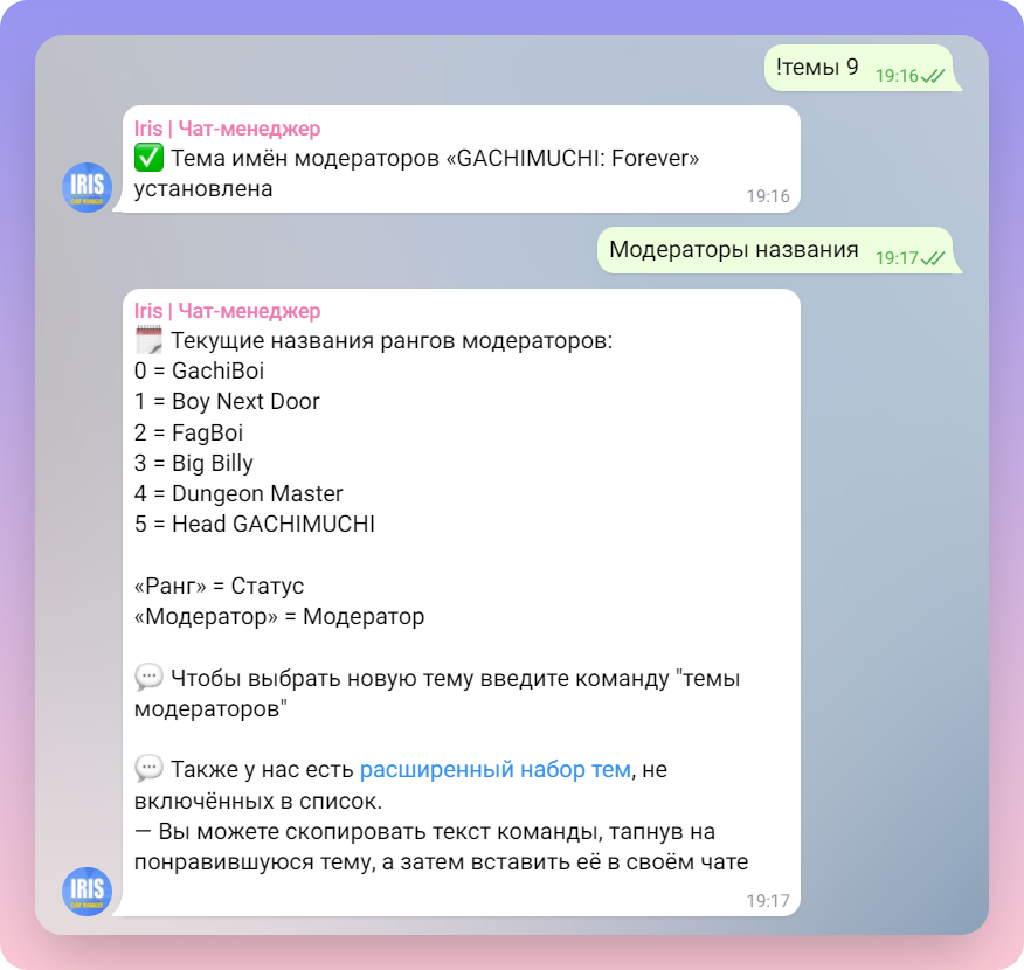 !темы 9 19:16
Iris | Чат-менеджер
✅ Тема имён модераторов «GACHIMUCHI: Forever»
установлена
19:16
IRIS
Модераторы названия 19:17
Iris | Чат-менеджер
🗓 Текущие названия рангов модераторов:
0 = GachiBoi
1 = Boy Next Door
2 = FagBoi
3 = Big Billy
4 = Dungeon Master
5 = Head GACHIMUCHI
«Ранг» = Статус
«Модератор» = Модератор
💬 Чтобы выбрать новую тему введите команду "темы
модераторов"
💬 Также у нас есть расширенный набор тем, не
включённых в список.
— Вы можете скопировать текст команды, тапнув на
понравившуюся тему, а затем вставить её в своём чате
IRIS
19:17